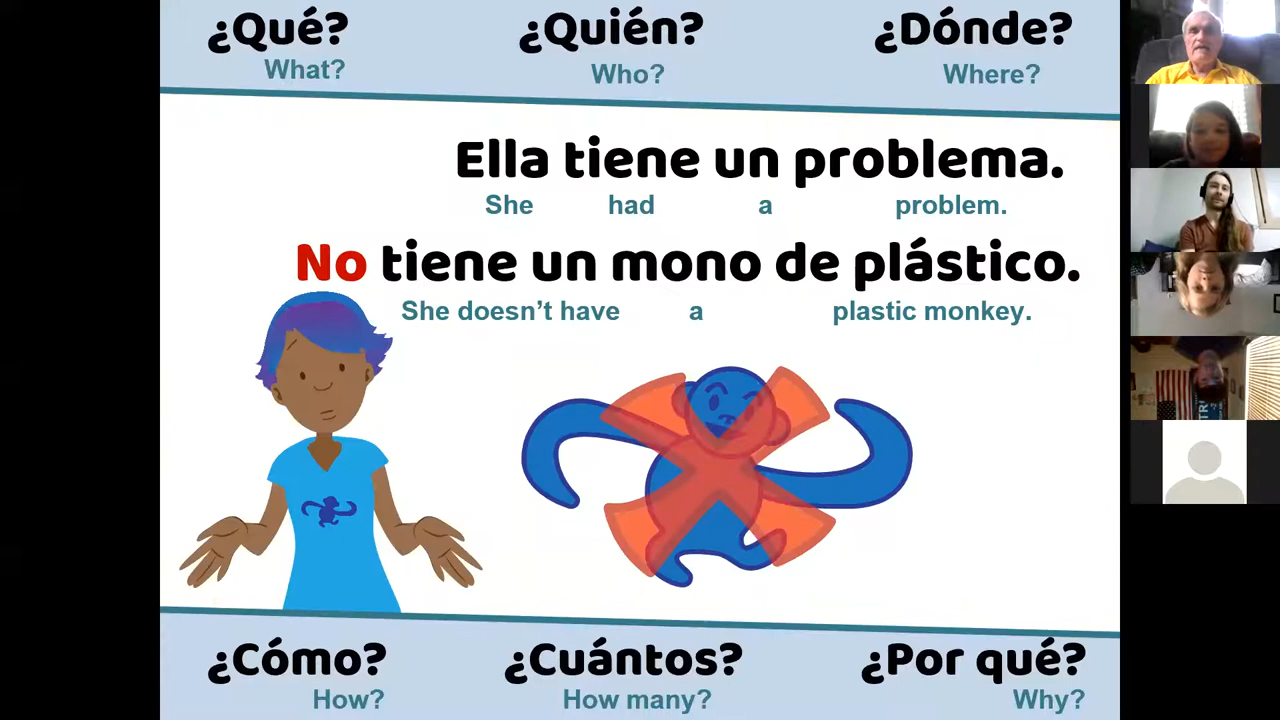 ¿Qué? ¿Quién? ¿Dónde?
What? Who? Where?
Ella tiene un problema.
She had a problem.
No tiene un mono de plástico.
She doesn't have a plastic monkey.
¿Cómo? ¿Cuántos? ¿Por qué?
How? How many? Why?